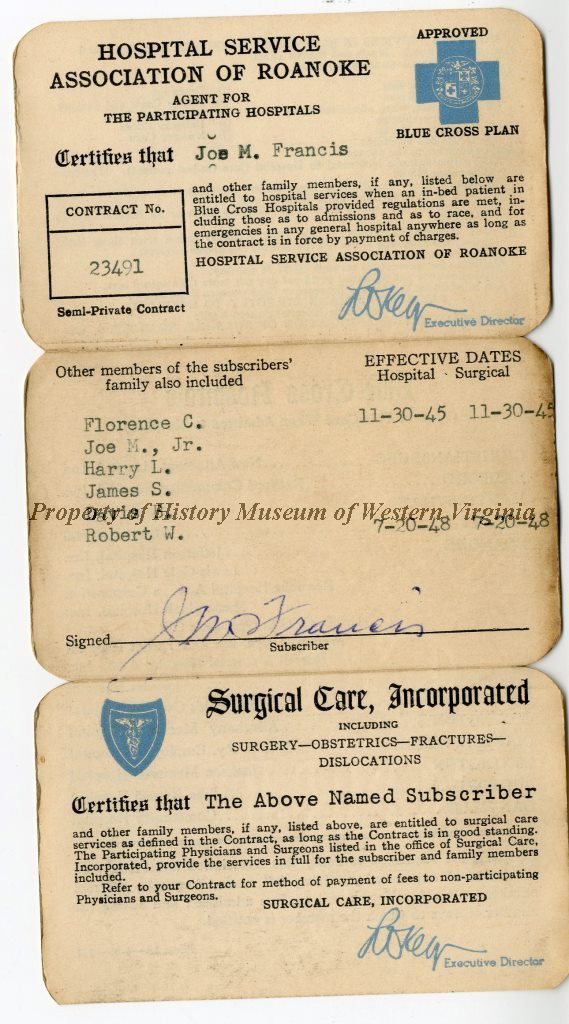 HOSPITAL SERVICE
ASSOCIATION OF ROANOKE
AGENT FOR
THE PARTICIPATING HOSPITALS
APPROVED
BLUE CROSS PLAN
Certifies that Joe M. Francis
CONTRACT No.
23491
Semi-Private Contract
and other family members, if any, listed below are
entitled to hospital services when an in-bed patient in
Blue Cross Hospitals provided regulations are met, in-
cluding those as to admissions and as to race, and for
emergencies in any general hospital anywhere as long as
the contract is in force by payment of charges.
HOSPITAL SERVICE ASSOCIATION OF ROANOKE
Executive Director
Other members of the subscribers'
family also included
EFFECTIVE DATES
Hospital Surgical
Florence C. 11-30-45 11-30-45
Joe M., Jr.
Harry L.
James S.
Property of History Museum of Western Virginia
7-20-48 7-20-48
Robert W.
Signed J M Francis
Subscriber
Surgical Care, Incorporated
INCLUDING
SURGERY—OBSTETRICS—FRACTURES—
DISLOCATIONS
Certifies that The Above Named Subscriber
and other family members, if any, listed above, are entitled to surgical care
services as defined in the Contract, as long as the Contract is in good standing.
The Participating Physicians and Surgeons listed in the office of Surgical Care,
Incorporated, provide the services in full for the subscriber and family members
included.
Refer to your Contract for method of payment of fees to non-participating
Physicians and Surgeons.
SURGICAL CARE, INCORPORATED
Executive Director